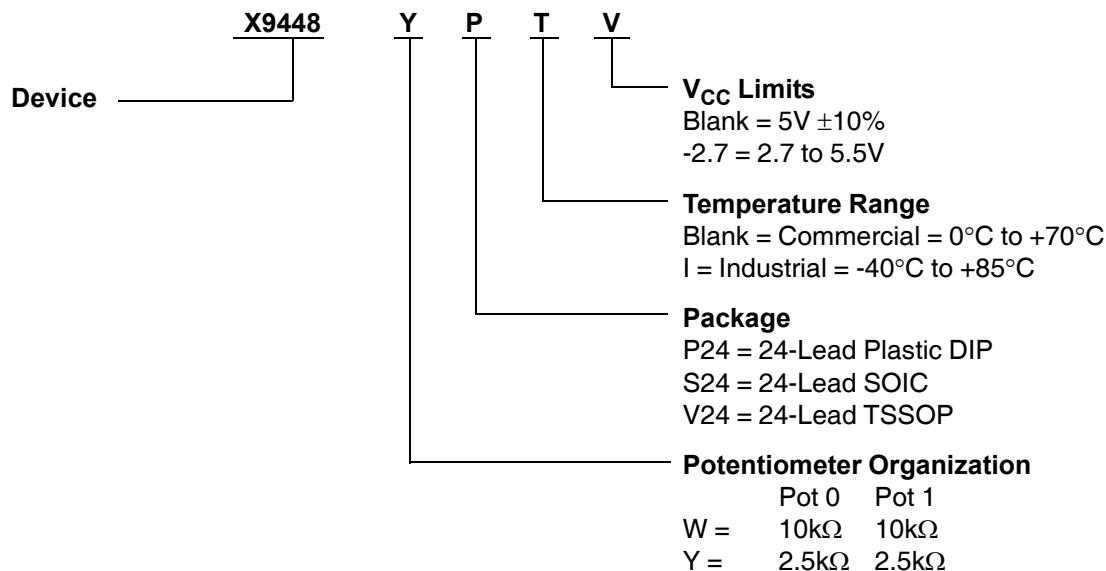 X9448 Y P T V
Device
V_CC Limits
Blank = 5V ±10%
-2.7 = 2.7 to 5.5V
Temperature Range
Blank = Commercial = 0°C to +70°C
I = Industrial = -40°C to +85°C
Package
P24 = 24-Lead Plastic DIP
S24 = 24-Lead SOIC
V24 = 24-Lead TSSOP
Potentiometer Organization
Pot 0 Pot 1
W = 10kΩ 10kΩ
Y = 2.5kΩ 2.5kΩ